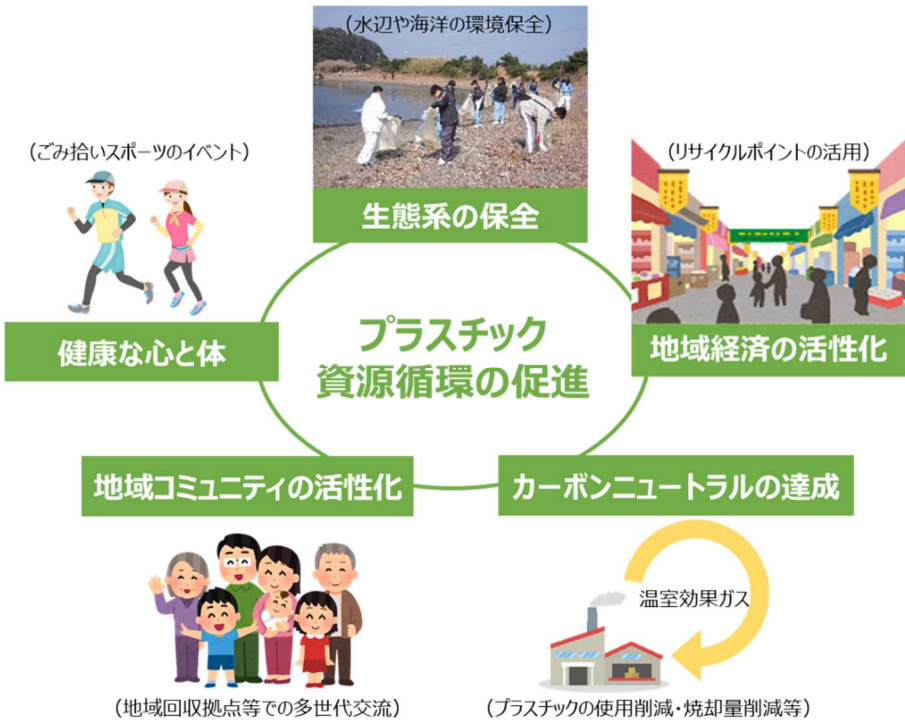 (水辺や海洋の環境保全)
生態系の保全
(ごみ拾いスポーツのイベント)
健康な心と体
(リサイクルポイントの活用)
地域経済の活性化
プラスチック
資源循環の促進
地域コミュニティの活性化
(地域回収拠点等での多世代交流)
カーボンニュートラルの達成
温室効果ガス
(プラスチックの使用削減・焼却量削減等)